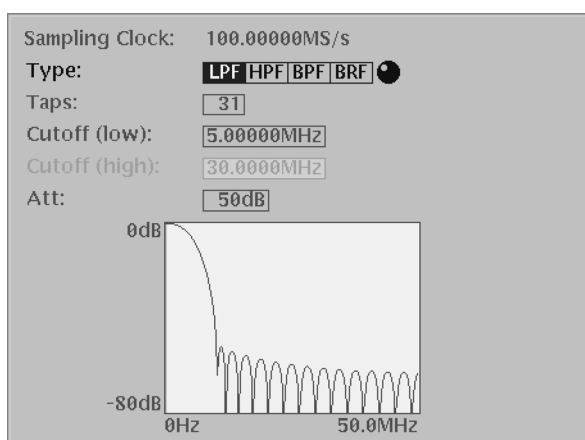 Sampling Clock: 100.00000MS/s
Type: LPF HPF BPF BRF
Taps: 31
Cutoff (low): 5.00000MHz
Cutoff (high): 30.0000MHz
Att: 50dB
0dB
-80dB
0Hz 50.0MHz